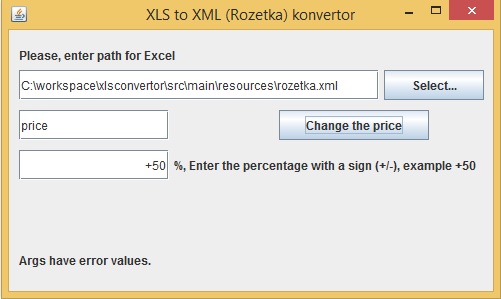 XLS to XML (Rozetka) konvertor
Please, enter path for Excel
C:\workspace\xlsconvertor\src\main\resources\rozetka.xml Select...
price Change the price
+50 %, Enter the percentage with a sign (+/-), example +50
Args have error values.